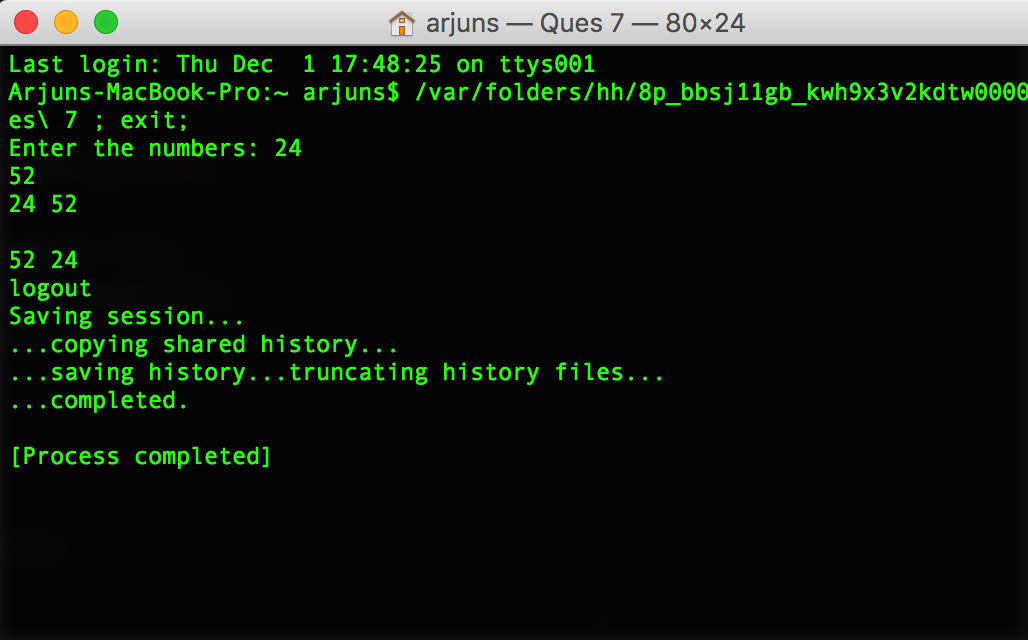 arjuns — Ques 7 — 80×24
Last login: Thu Dec  1 17:48:25 on ttys001
Arjuns-MacBook-Pro:~ arjuns$ /var/folders/hh/8p_bbsj11gb_kwh9x3v2kdtw0000
es\ 7 ; exit;
Enter the numbers: 24
52
24 52
52 24
logout
Saving session...
...copying shared history...
...saving history...truncating history files...
...completed.
[Process completed]